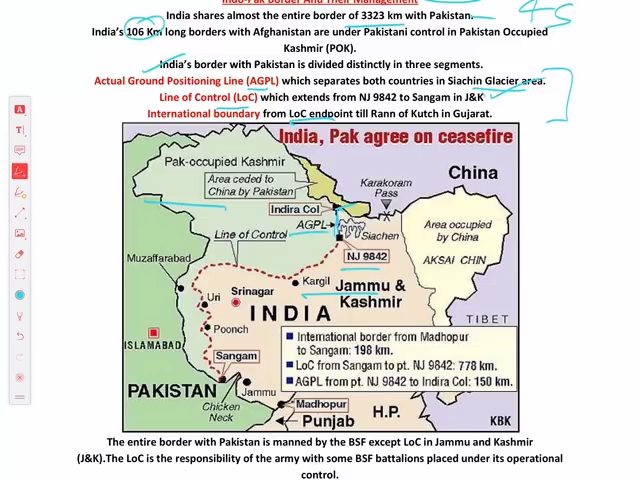 Indo-Pak Border And Their Management
India shares almost the entire border of 3323 km with Pakistan.
India's 106 Km long borders with Afghanistan are under Pakistani control in Pakistan Occupied
Kashmir (POK).
India's border with Pakistan is divided distinctly in three segments.
Actual Ground Positioning Line (AGPL) which separates both countries in Siachin Glacier area.
Line of Control (LoC) which extends from NJ 9842 to Sangam in J&K
International boundary from LoC endpoint till Rann of Kutch in Gujarat.
India, Pak agree on ceasefire
Pak-occupied Kashmir
China
Area ceded to
China by Pakistan
Karakoram
Pass
Indira Col
AGPL
Siachen
Area occupied
by China
AKSAI CHIN
Line of Control
NJ 9842
Muzaffarabad
Kargil
Jammu &
Kashmir
Uri
Srinagar
INDIA
TIBET
Poonch
ISLAMABAD
International border from Madhopur
to Sangam: 198 km.
LoC from Sangam to pt. NJ 9842: 778 km.
AGPL from pt. NJ 9842 to Indira Col: 150 km.
Sangam
PAKISTAN
Jammu
Chicken
Neck
Madhopur
H.P.
Punjab
KBK
The entire border with Pakistan is manned by the BSF except LoC in Jammu and Kashmir
(J&K).The LoC is the responsibility of the army with some BSF battalions placed under its operational
control.